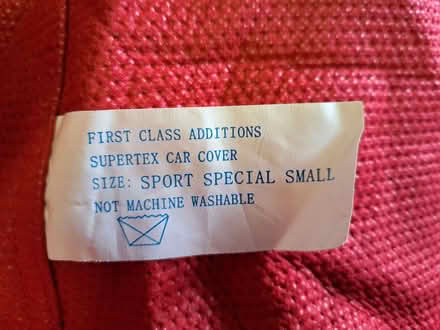 FIRST CLASS ADDITIONS
SUPERTEX CAR COVER
SIZE: SPORT SPECIAL SMALL
NOT MACHINE WASHABLE